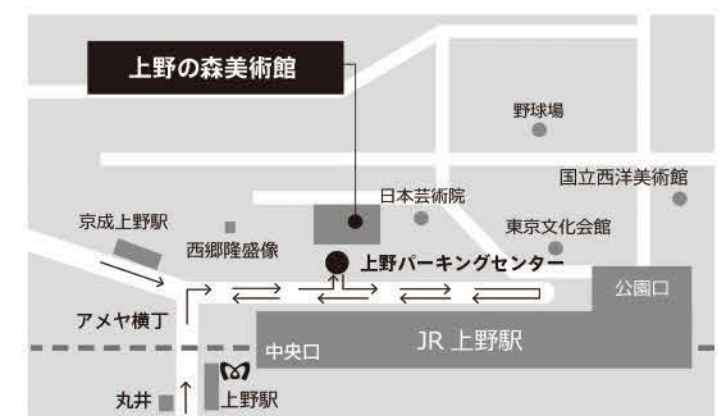 上野の森美術館
野球場
国立西洋美術館
日本芸術院
京成上野駅
西郷隆盛像
東京文化会館
上野パーキングセンター
公園口
アメヤ横丁
JR 上野駅
中央口
丸井
上野駅